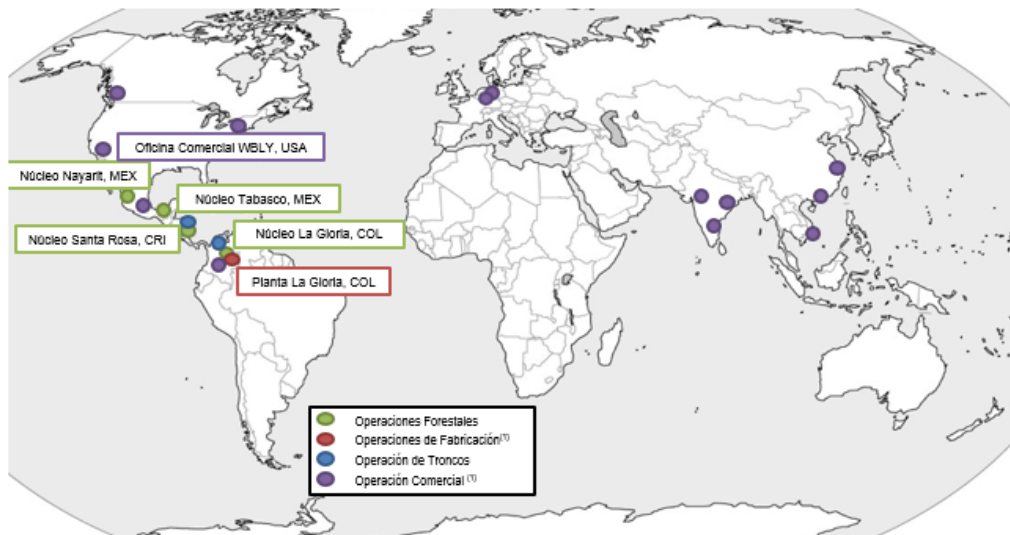 Oficina Comercial WBLY, USA
Núcleo Nayarit, MEX
Núcleo Tabasco, MEX
Núcleo Santa Rosa, CRI
Núcleo La Gloria, COL
Planta La Gloria, COL
Operaciones Forestales
Operaciones de Fabricación⁽¹⁾
Operación de Troncos
Operación Comercial ⁽¹⁾